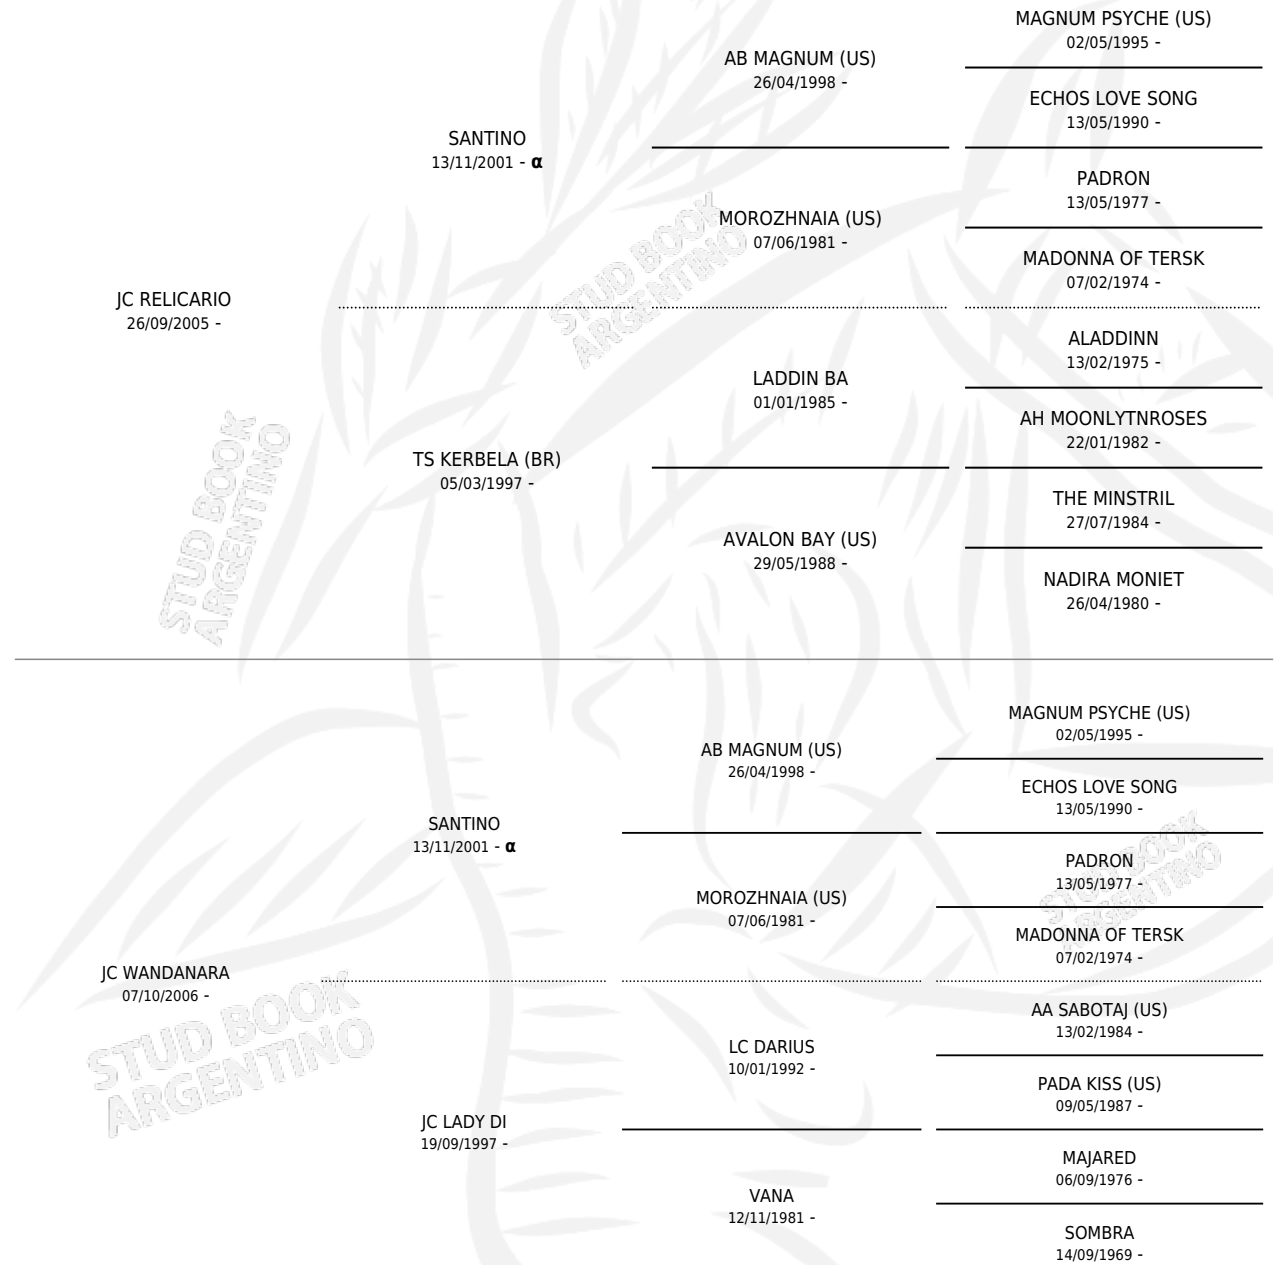 MAGNUM PSYCHE (US)
02/05/1995 -
AB MAGNUM (US)
26/04/1998 -
ECHOS LOVE SONG
13/05/1990 -
SANTINO
13/11/2001 - α
PADRON
13/05/1977 -
MOROZHNAIA (US)
07/06/1981 -
MADONNA OF TERSK
07/02/1974 -
STUD BOOK
ARGENTINO
JC RELICARIO
26/09/2005 -
ALADDINN
13/02/1975 -
LADDIN BA
01/01/1985 -
AH MOONLYTNROSES
22/01/1982 -
TS KERBELA (BR)
05/03/1997 -
THE MINSTRIL
27/07/1984 -
AVALON BAY (US)
29/05/1988 -
NADIRA MONIET
26/04/1980 -
STUD BOOK
ARGENTINO
MAGNUM PSYCHE (US)
02/05/1995 -
AB MAGNUM (US)
26/04/1998 -
ECHOS LOVE SONG
13/05/1990 -
SANTINO
13/11/2001 - α
PADRON
13/05/1977 -
MOROZHNAIA (US)
07/06/1981 -
STUD BOOK
ARGENTINO
MADONNA OF TERSK
07/02/1974 -
JC WANDANARA
07/10/2006 -
AA SABOTAJ (US)
13/02/1984 -
LC DARIUS
10/01/1992 -
PADA KISS (US)
09/05/1987 -
STUD BOOK
ARGENTINO
JC LADY DI
19/09/1997 -
MAJARED
06/09/1976 -
VANA
12/11/1981 -
SOMBRA
14/09/1969 -